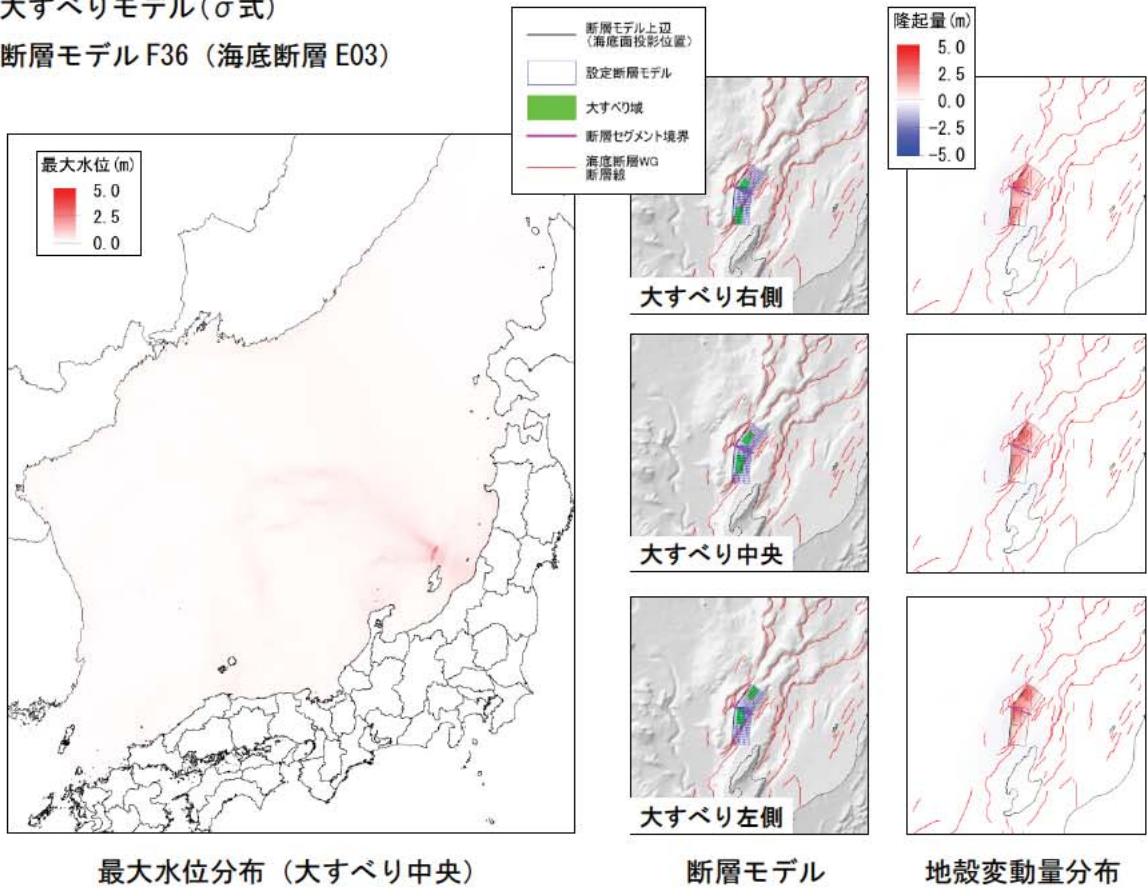 大すべりモデル(σ式)
断層モデル F36（海底断層 E03）
最大水位(m)
5.0
2.5
0.0
断層モデル上辺
(海底面投影位置)
設定断層モデル
大すべり域
断層セグメント境界
海底断層WG
断層線
隆起量(m)
5.0
2.5
0.0
-2.5
-5.0
大すべり右側
大すべり中央
大すべり左側
最大水位分布（大すべり中央）
断層モデル
地殻変動量分布